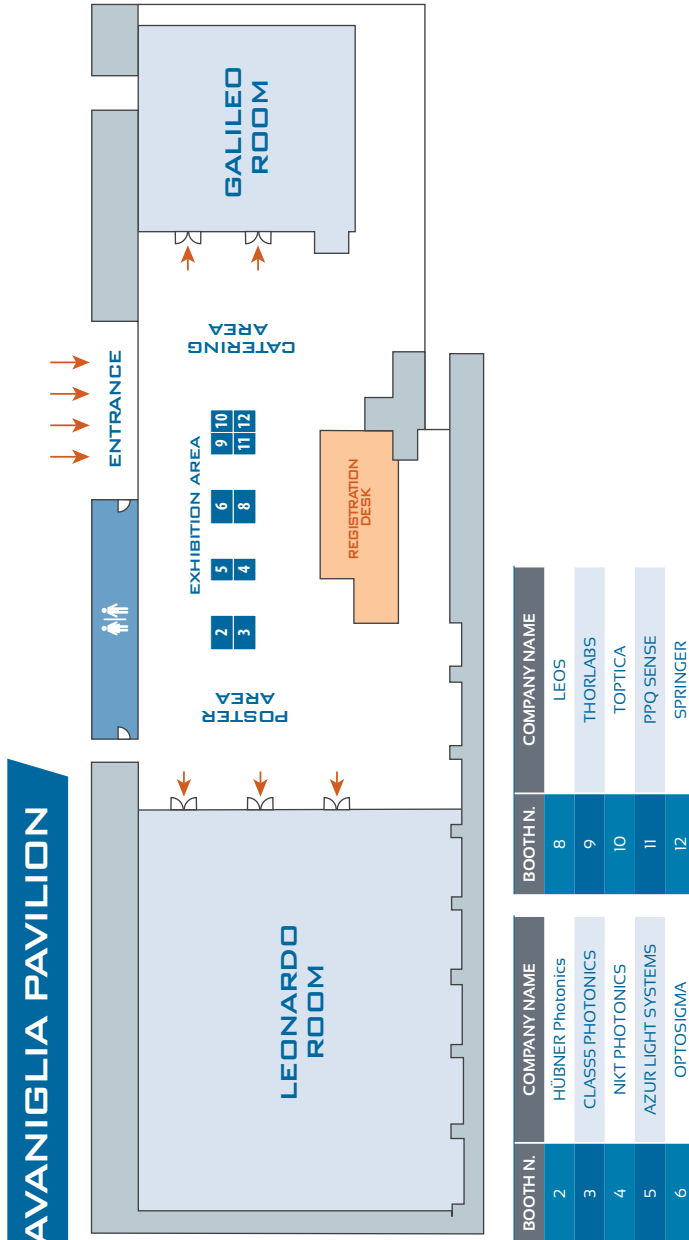 AVANIGLIA PAVILION
ENTRANCE
LEONARDO
ROOM
POSTER
AREA
EXHIBITION AREA
2
3
5
4
6
8
9
10
11
12
CATERING
AREA
GALILEO
ROOM
REGISTRATION
DESK
BOOTH N. COMPANY NAME
2 HÜBNER Photonics
3 CLASS5 PHOTONICS
4 NKT PHOTONICS
5 AZUR LIGHT SYSTEMS
6 OPTOSIGMA
BOOTH N. COMPANY NAME
8 LEOS
9 THORLABS
10 TOPTICA
11 PPQ SENSE
12 SPRINGER